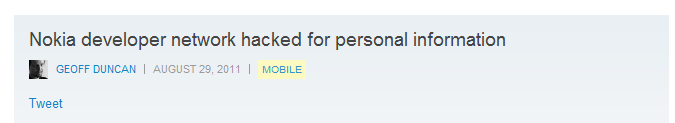 Nokia developer network hacked for personal information
GEOFF DUNCAN | AUGUST 29, 2011 | MOBILE
Tweet